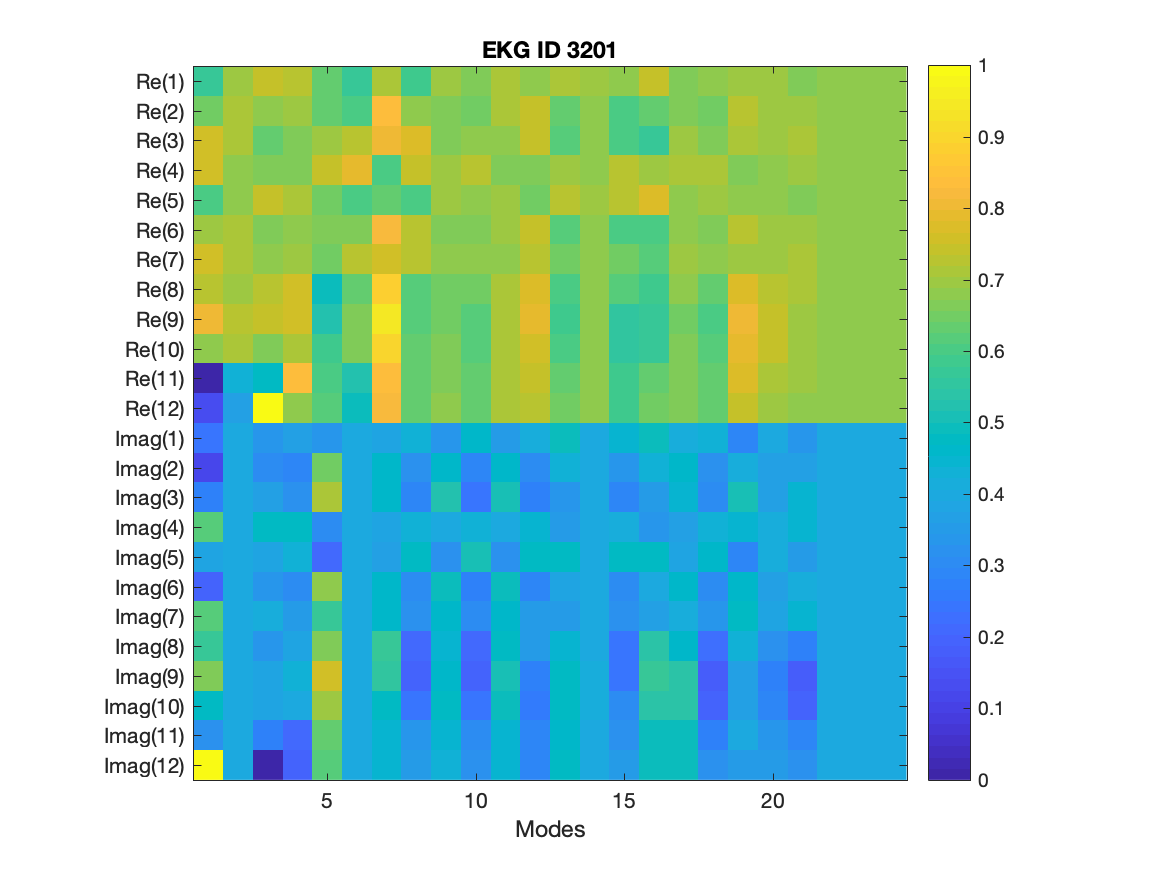 EKG ID 3201
Re(1)
Re(2)
Re(3)
Re(4)
Re(5)
Re(6)
Re(7)
Re(8)
Re(9)
Re(10)
Re(11)
Re(12)
Imag(1)
Imag(2)
Imag(3)
Imag(4)
Imag(5)
Imag(6)
Imag(7)
Imag(8)
Imag(9)
Imag(10)
Imag(11)
Imag(12)
5 10 15 20
Modes
1
0.9
0.8
0.7
0.6
0.5
0.4
0.3
0.2
0.1
0